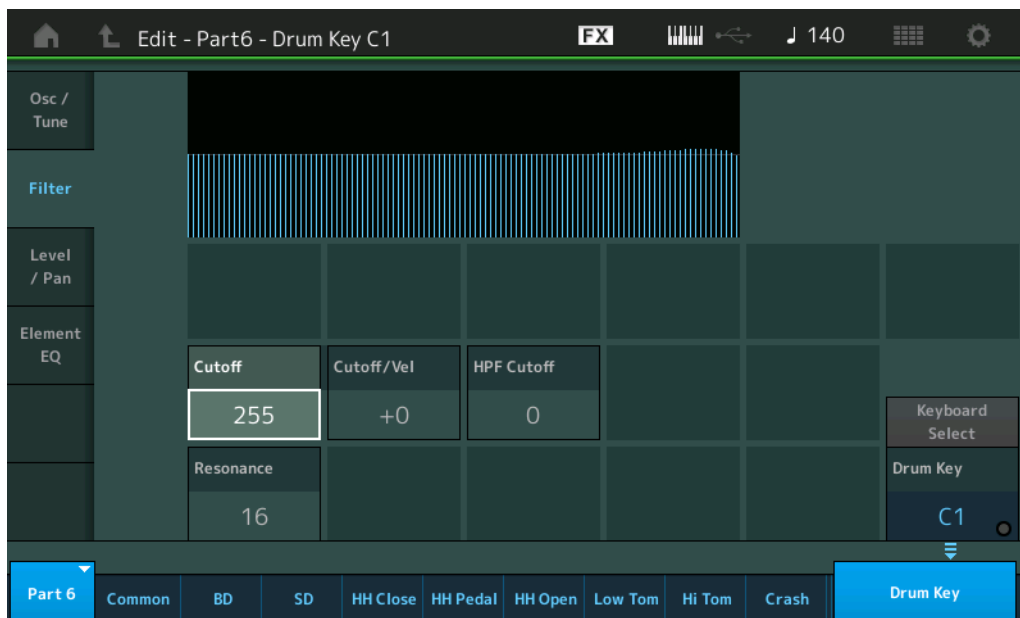 Edit - Part6 - Drum Key C1
FX
♩ 140
Osc /
Tune
Filter
Level
/ Pan
Element
EQ
Cutoff
255
Cutoff/Vel
+0
HPF Cutoff
0
Resonance
16
Keyboard
Select
Drum Key
C1
Part 6
Common
BD
SD
HH Close
HH Pedal
HH Open
Low Tom
Hi Tom
Crash
Drum Key